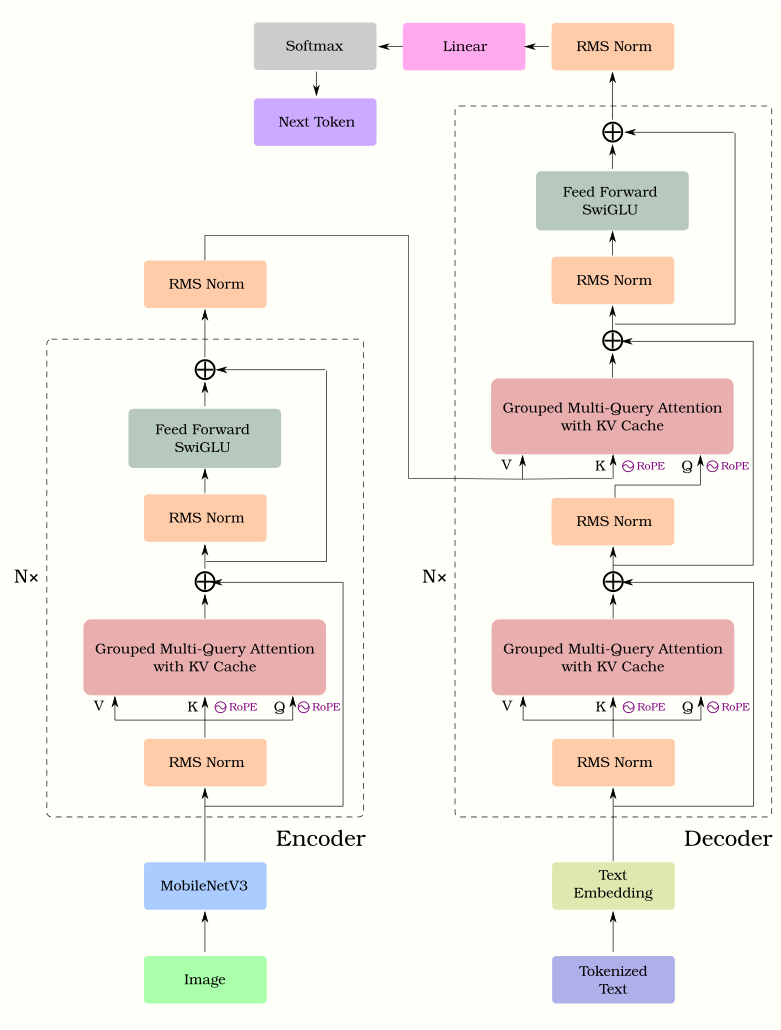 Softmax
Linear
RMS Norm
Next Token
Feed Forward
SwiGLU
RMS Norm
Grouped Multi-Query Attention
with KV Cache
V
K
RoPE
Q
RoPE
RMS Norm
N×
Grouped Multi-Query Attention
with KV Cache
V
K
RoPE
Q
RoPE
RMS Norm
Decoder
Text
Embedding
Tokenized
Text
RMS Norm
Feed Forward
SwiGLU
RMS Norm
N×
Grouped Multi-Query Attention
with KV Cache
V
K
RoPE
Q
RoPE
RMS Norm
Encoder
MobileNetV3
Image